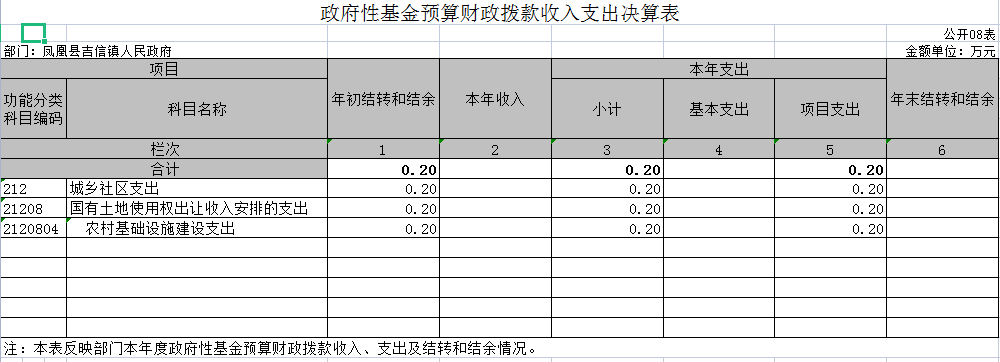 政府性基金预算财政拨款收入支出决算表
公开08表
部门：凤凰县吉信镇人民政府 金额单位：万元
项目 年初结转和结余 本年收入 本年支出 年末结转和结余
功能分类科目编码 科目名称 小计 基本支出 项目支出
栏次 1 2 3 4 5 6
合计 0.20 0.20 0.20
212 城乡社区支出 0.20 0.20 0.20
21208 国有土地使用权出让收入安排的支出 0.20 0.20 0.20
2120804 农村基础设施建设支出 0.20 0.20 0.20
注：本表反映部门本年度政府性基金预算财政拨款收入、支出及结转和结余情况。